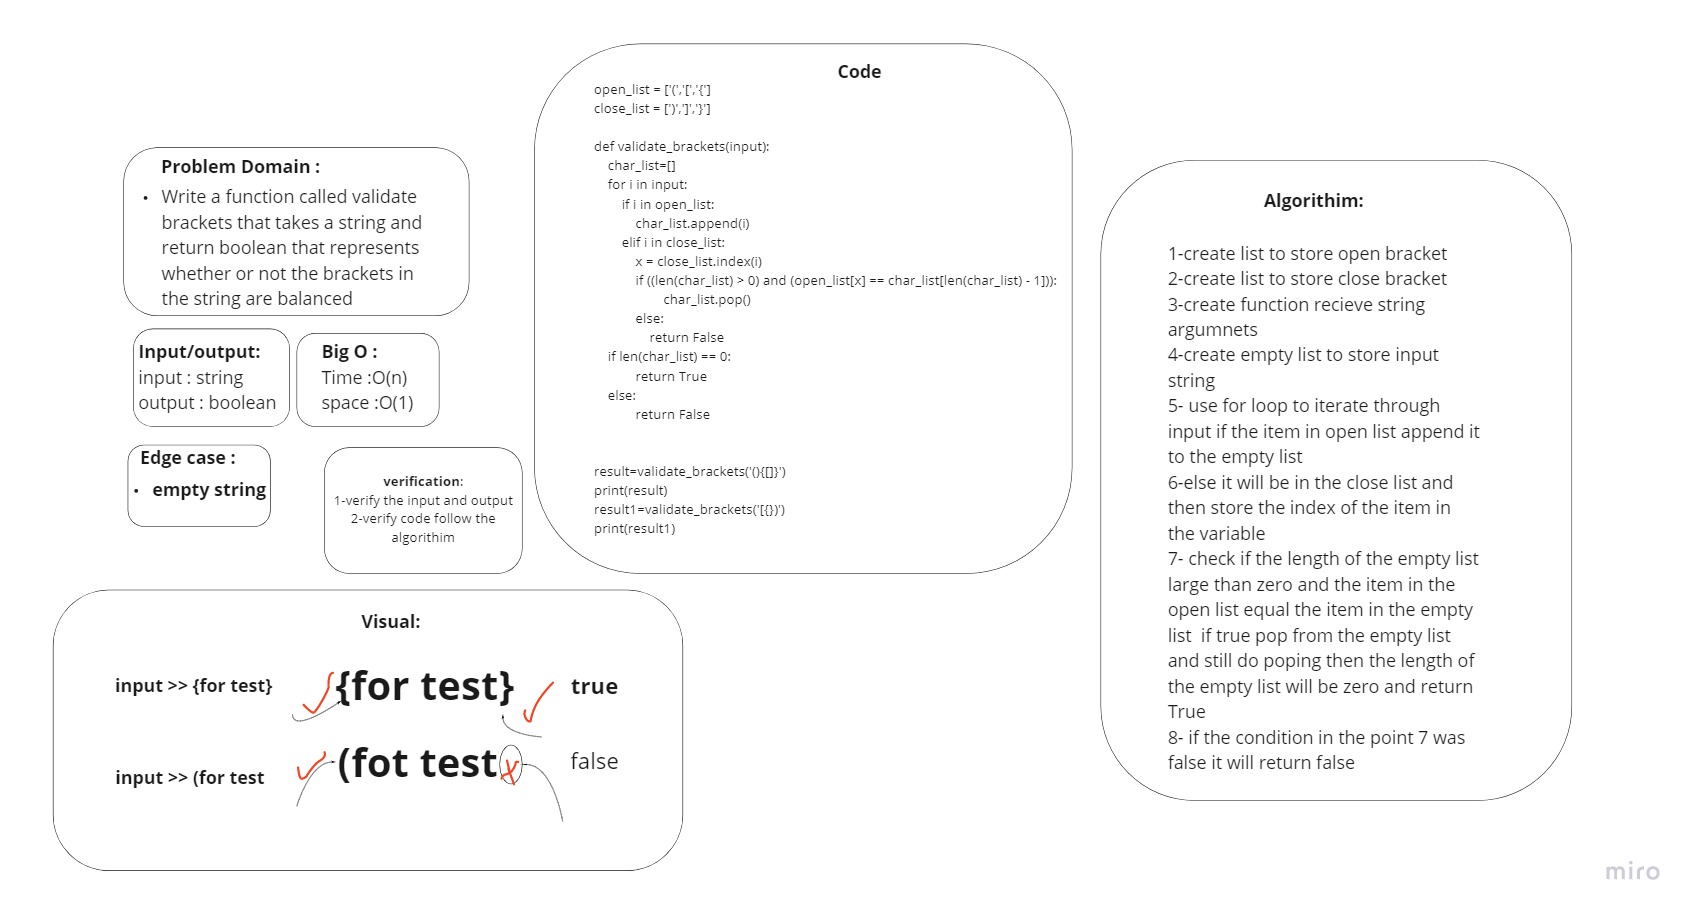 Problem Domain :
• Write a function called validate
brackets that takes a string and
return boolean that represents
whether or not the brackets in
the string are balanced
Input/output:
input : string
output : boolean
Big O :
Time :O(n)
space :O(1)
Edge case :
• empty string
verification:
1-verify the input and output
2-verify code follow the
algorithim
Code
open_list = ['(','[','{']
close_list = [')',']','}']
def validate_brackets(input):
char_list=[]
for i in input:
if i in open_list:
char_list.append(i)
elif i in close_list:
x = close_list.index(i)
if ((len(char_list) > 0) and (open_list[x] == char_list[len(char_list) - 1])):
char_list.pop()
else:
return False
if len(char_list) == 0:
return True
else:
return False
result=validate_brackets('(){[]}')
print(result)
result1=validate_brackets('[{})')
print(result1)
Algorithim:
1-create list to store open bracket
2-create list to store close bracket
3-create function recieve string
argumnets
4-create empty list to store input
string
5- use for loop to iterate through
input if the item in open list append it
to the empty list
6-else it will be in the close list and
then store the index of the item in
the variable
7- check if the length of the empty list
large than zero and the item in the
open list equal the item in the empty
list  if true pop from the empty list
and still do poping then the length of
the empty list will be zero and return
True
8- if the condition in the point 7 was
false it will return false
Visual:
input >> {for test} {for test} true
input >> (for test (fot test false
miro